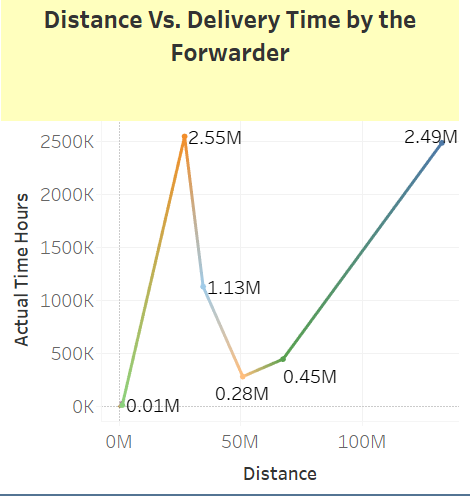 Distance Vs. Delivery Time by the
Forwarder
2500K
2000K
1500K
1000K
500K
0K
Actual Time Hours
2.55M
2.49M
1.13M
0.28M
0.45M
0.01M
0M
50M
100M
Distance